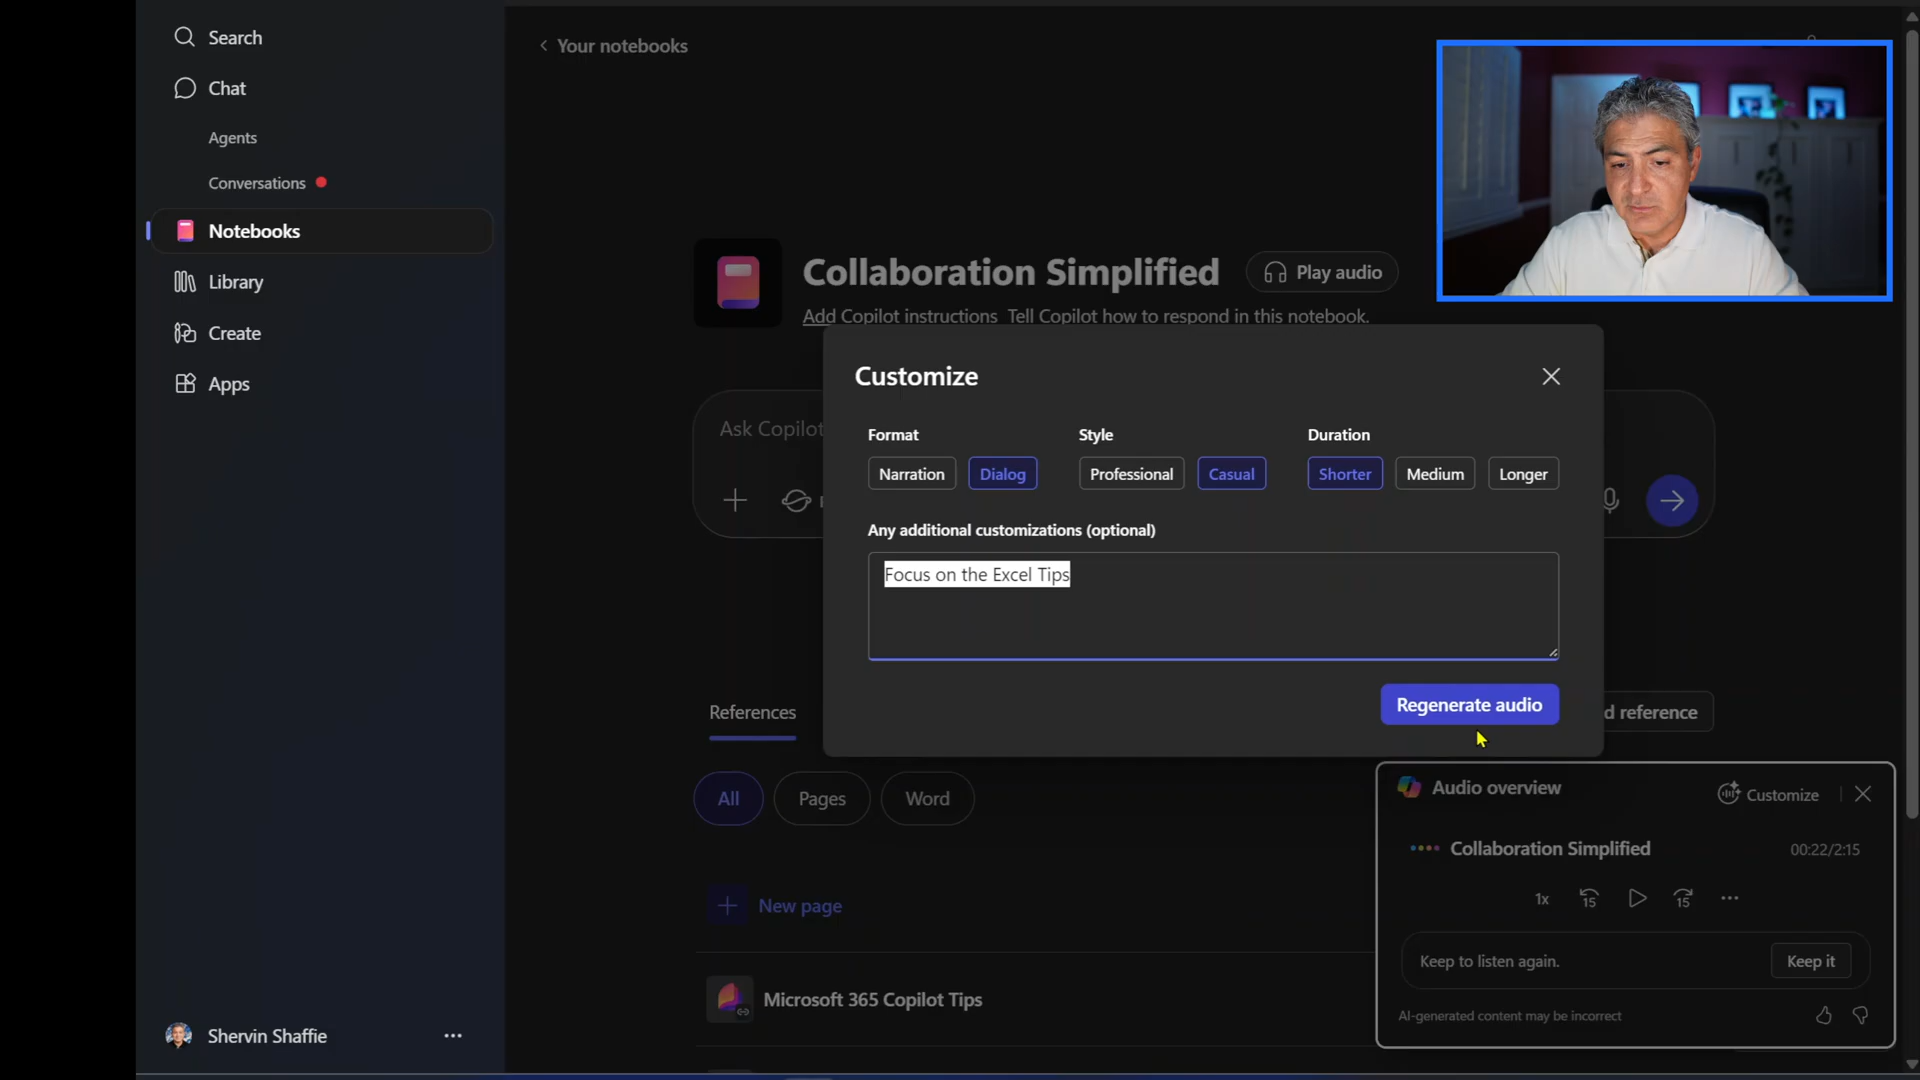 Search
Chat
Agents
Conversations
Notebooks
Library
Create
Apps
Shervin Shaffie
Your notebooks
Collaboration Simplified
Play audio
Add Copilot instructions Tell Copilot how to respond in this notebook.
Ask Copilot
Customize
Format
Style
Duration
Narration
Dialog
Professional
Casual
Shorter
Medium
Longer
Any additional customizations (optional)
Focus on the Excel Tips
Regenerate audio
References
d reference
All
Pages
Word
New page
Microsoft 365 Copilot Tips
Audio overview
Customize
Collaboration Simplified
00:22/2:15
1x
15
15
Keep to listen again.
Keep it
AI-generated content may be incorrect